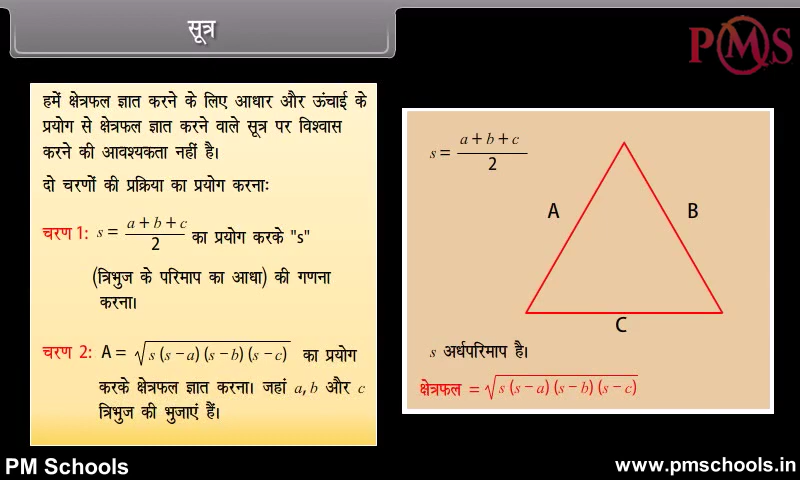 सूत्र
PMS
हमें क्षेत्रफल ज्ञात करने के लिए आधार और ऊंचाई के
प्रयोग से क्षेत्रफल ज्ञात करने वाले सूत्र पर विश्वास
करने की आवश्यकता नहीं है।
दो चरणों की प्रक्रिया का प्रयोग करनाः
चरण 1: s = (a + b + c)/2 का प्रयोग करके "s"
(त्रिभुज के परिमाप का आधा) की गणना
करना।
चरण 2: A = √s (s – a) (s – b) (s – c) का प्रयोग
करके क्षेत्रफल ज्ञात करना। जहां a, b और c
त्रिभुज की भुजाएं हैं।
s = (a + b + c)/2
A
B
C
s अर्धपरिमाप है।
क्षेत्रफल = √s (s – a) (s – b) (s – c)
PM Schools
www.pmschools.in